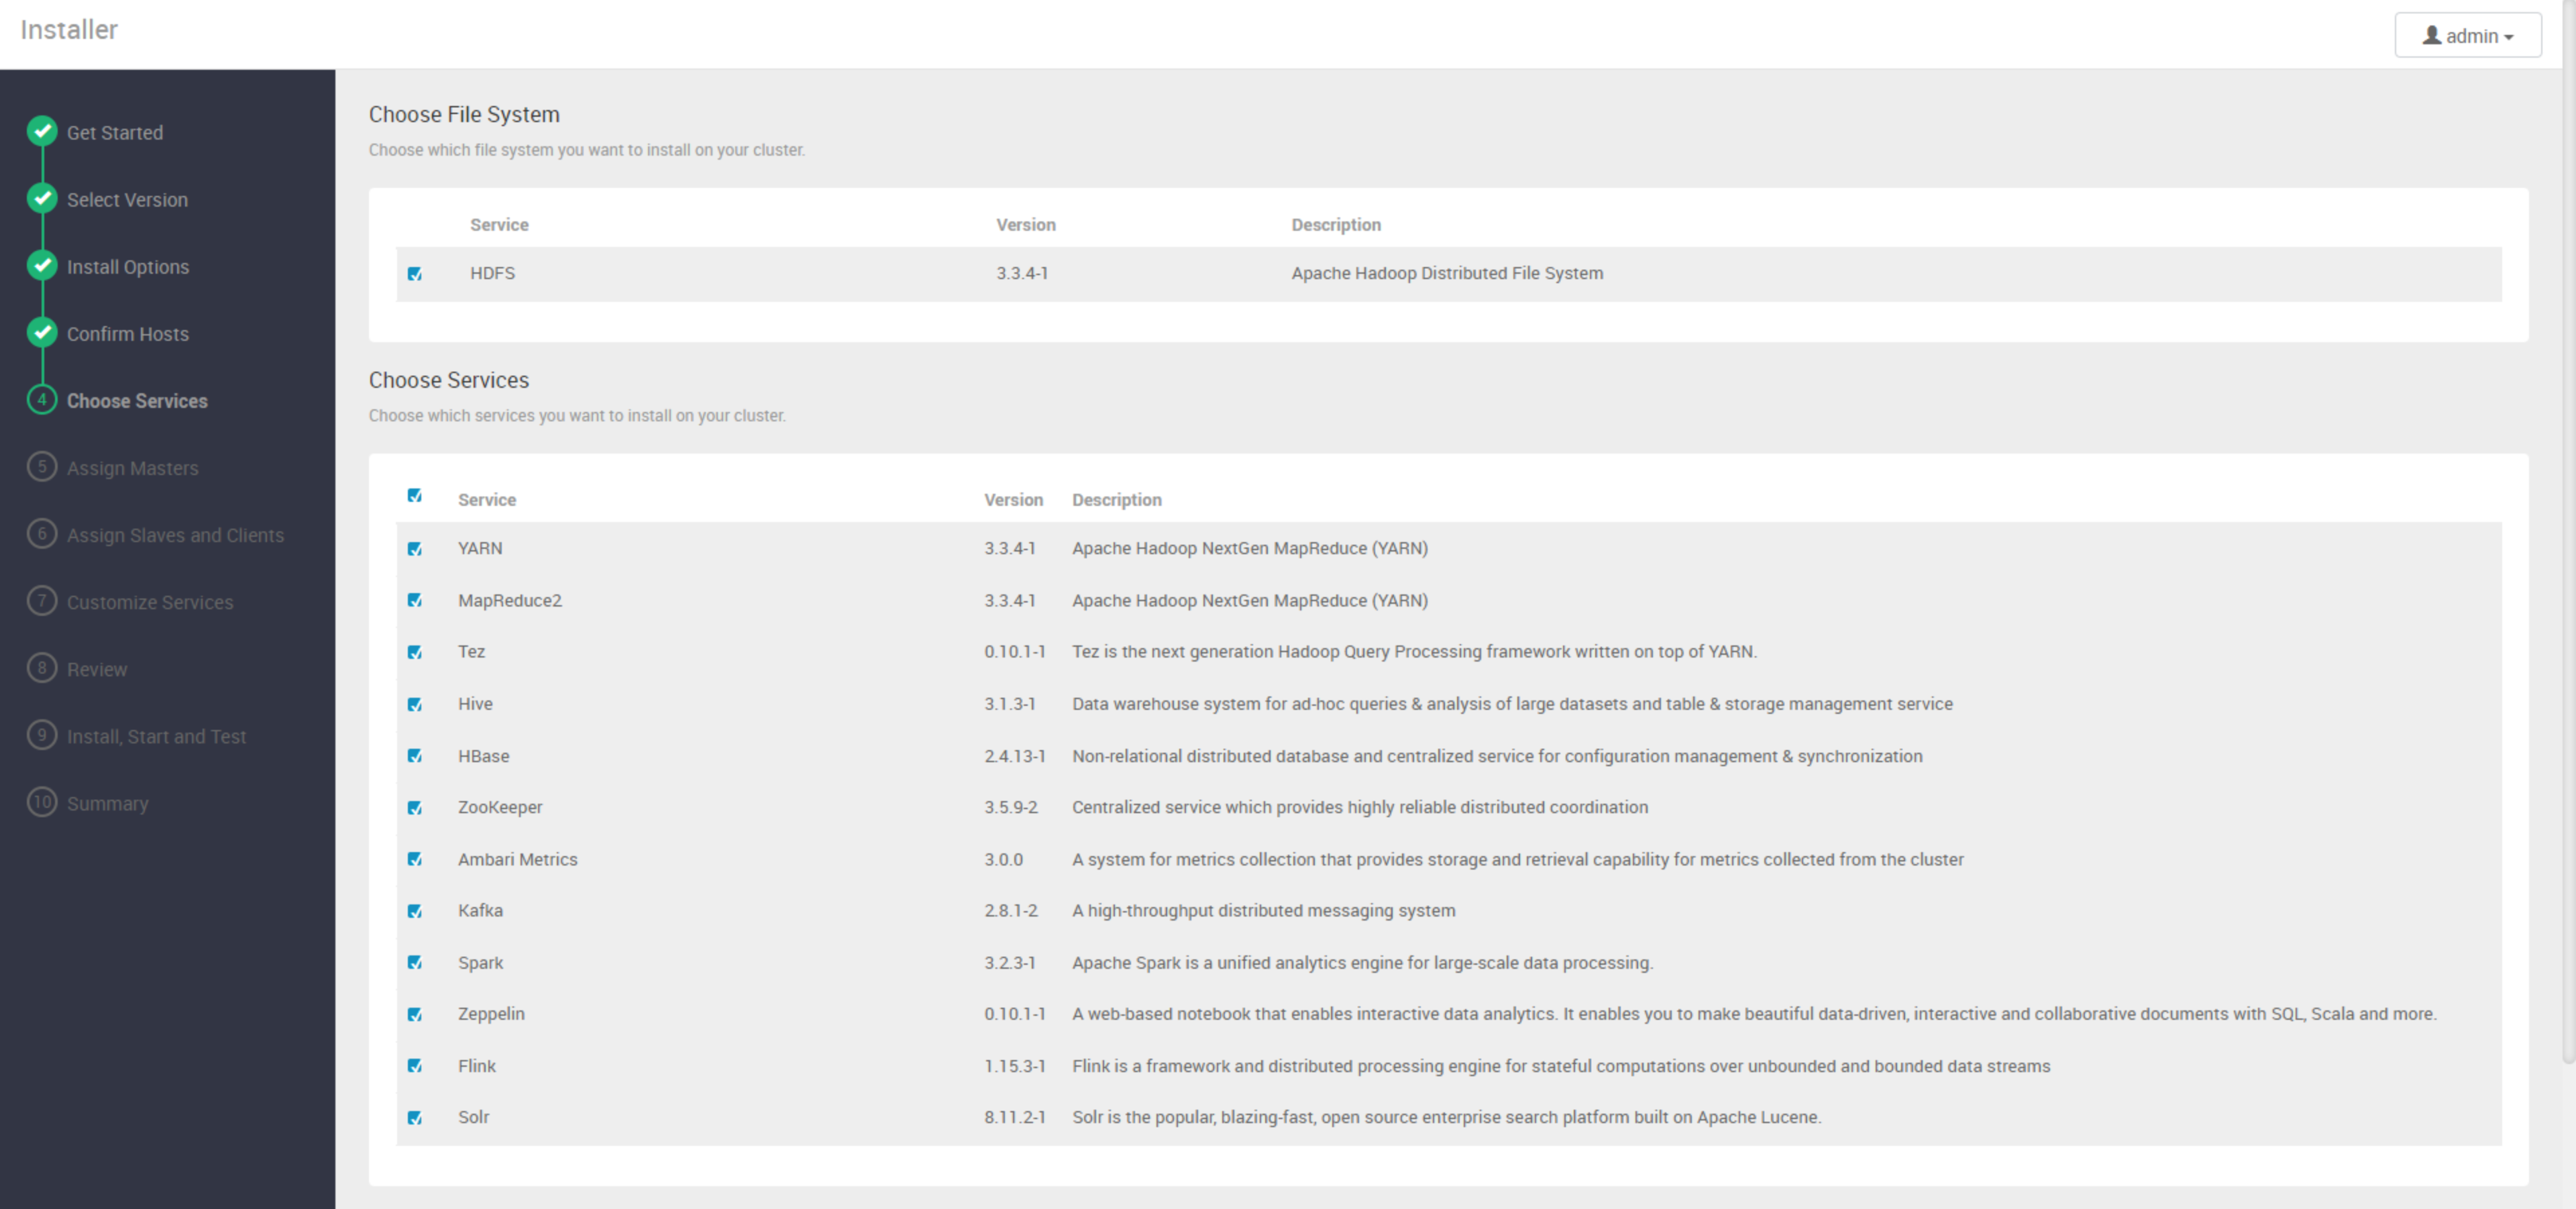 Installer
admin
Get Started
Select Version
Install Options
Confirm Hosts
4 Choose Services
5 Assign Masters
6 Assign Slaves and Clients
7 Customize Services
8 Review
9 Install, Start and Test
10 Summary
Choose File System
Choose which file system you want to install on your cluster.
Service Version Description
HDFS 3.3.4-1 Apache Hadoop Distributed File System
Choose Services
Choose which services you want to install on your cluster.
Service Version Description
YARN 3.3.4-1 Apache Hadoop NextGen MapReduce (YARN)
MapReduce2 3.3.4-1 Apache Hadoop NextGen MapReduce (YARN)
Tez 0.10.1-1 Tez is the next generation Hadoop Query Processing framework written on top of YARN.
Hive 3.1.3-1 Data warehouse system for ad-hoc queries & analysis of large datasets and table & storage management service
HBase 2.4.13-1 Non-relational distributed database and centralized service for configuration management & synchronization
ZooKeeper 3.5.9-2 Centralized service which provides highly reliable distributed coordination
Ambari Metrics 3.0.0 A system for metrics collection that provides storage and retrieval capability for metrics collected from the cluster
Kafka 2.8.1-2 A high-throughput distributed messaging system
Spark 3.2.3-1 Apache Spark is a unified analytics engine for large-scale data processing.
Zeppelin 0.10.1-1 A web-based notebook that enables interactive data analytics. It enables you to make beautiful data-driven, interactive and collaborative documents with SQL, Scala and more.
Flink 1.15.3-1 Flink is a framework and distributed processing engine for stateful computations over unbounded and bounded data streams
Solr 8.11.2-1 Solr is the popular, blazing-fast, open source enterprise search platform built on Apache Lucene.